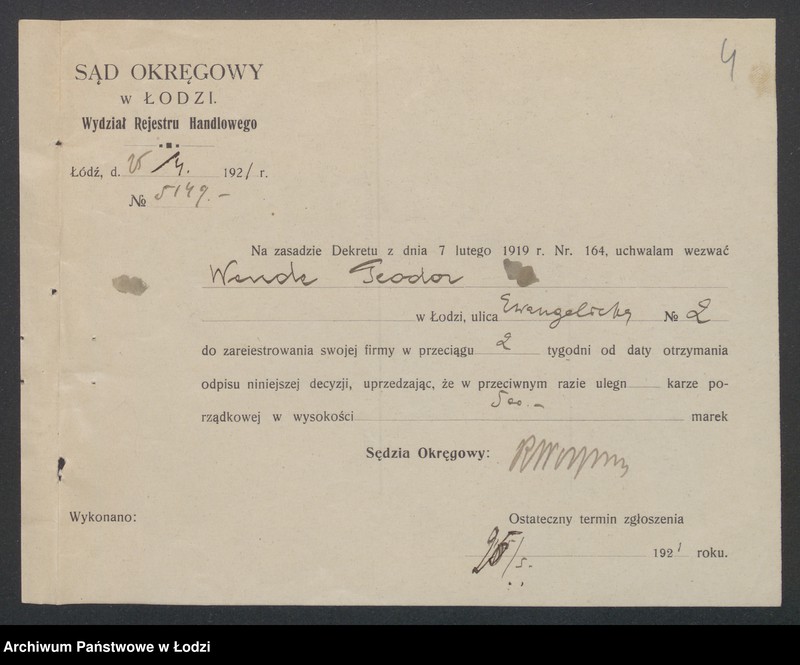 4
SĄD OKRĘGOWY
w ŁODZI.
Wydział Rejestru Handlowego
Łódź, d. 25/4. 1921 r.
№ 5149.-
Na zasadzie Dekretu z dnia 7 lutego 1919 r. Nr. 164, uchwalam wezwać
Wende Teodor
w Łodzi, ulica Ewangelicka № 2
do zareiestrowania swojej firmy w przeciągu 2 tygodni od daty otrzymania
odpisu niniejszej decyzji, uprzedzając, że w przeciwnym razie ulegn karze po-
rządkowej w wysokości 500.- marek
Sędzia Okręgowy:
Wykonano:
Ostateczny termin zgłoszenia
25/5. 1921 roku.
Archiwum Państwowe w Łodzi